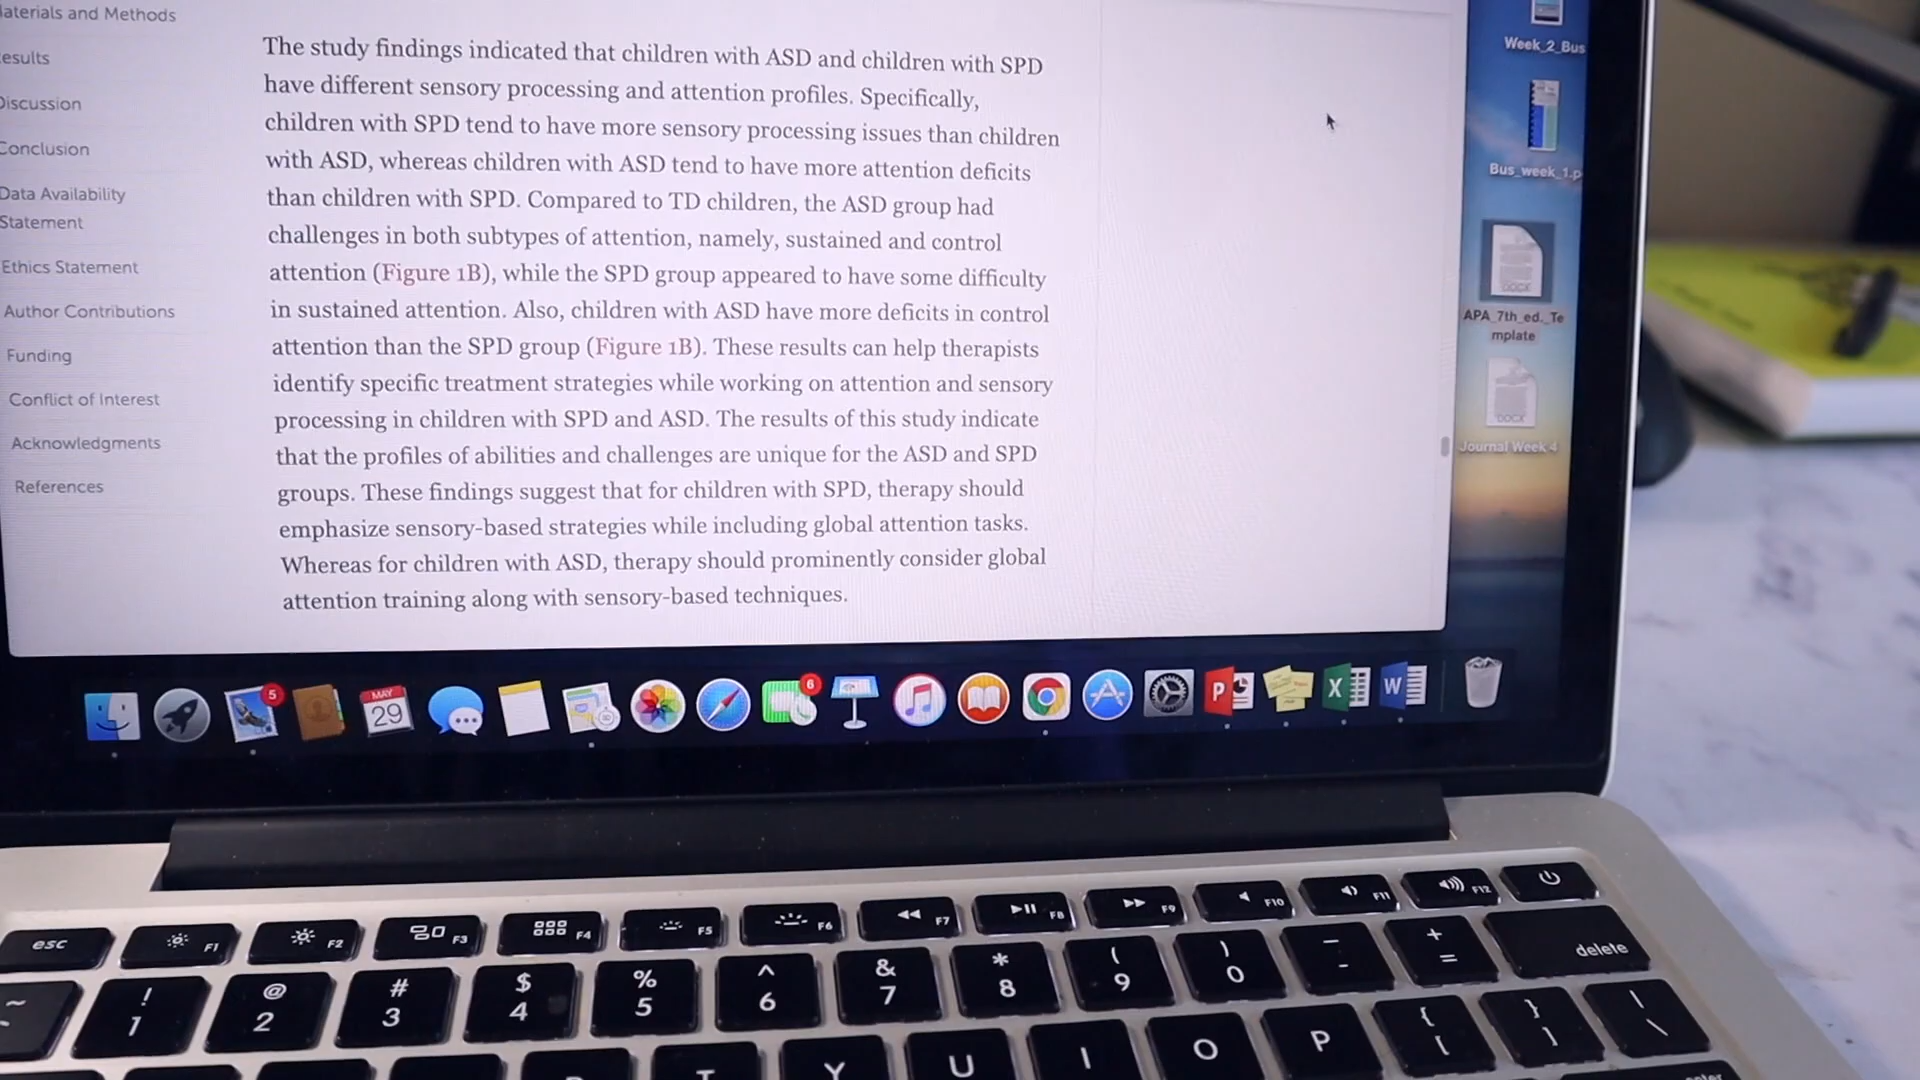 Materials and Methods
Results
Discussion
Conclusion
Data Availability
Statement
Ethics Statement
Author Contributions
Funding
Conflict of Interest
Acknowledgments
References
The study findings indicated that children with ASD and children with SPD
have different sensory processing and attention profiles. Specifically,
children with SPD tend to have more sensory processing issues than children
with ASD, whereas children with ASD tend to have more attention deficits
than children with SPD. Compared to TD children, the ASD group had
challenges in both subtypes of attention, namely, sustained and control
attention (Figure 1B), while the SPD group appeared to have some difficulty
in sustained attention. Also, children with ASD have more deficits in control
attention than the SPD group (Figure 1B). These results can help therapists
identify specific treatment strategies while working on attention and sensory
processing in children with SPD and ASD. The results of this study indicate
that the profiles of abilities and challenges are unique for the ASD and SPD
groups. These findings suggest that for children with SPD, therapy should
emphasize sensory-based strategies while including global attention tasks.
Whereas for children with ASD, therapy should prominently consider global
attention training along with sensory-based techniques.
Week_2_Bus
Bus_week_1.p
DOCX
APA_7th_ed._Te
mplate
DOCX
Journal Week 4
5
MAY
29
6
P
X
W
esc
F1
F2
F3
F4
F5
F6
F7
F8
F9
F10
F11
F12
~
! 1
@ 2
# 3
$ 4
% 5
^ 6
& 7
* 8
( 9
) 0
_ -
+ =
delete
T
Y
U
I
O
P
{ [
} ]
| \
enter